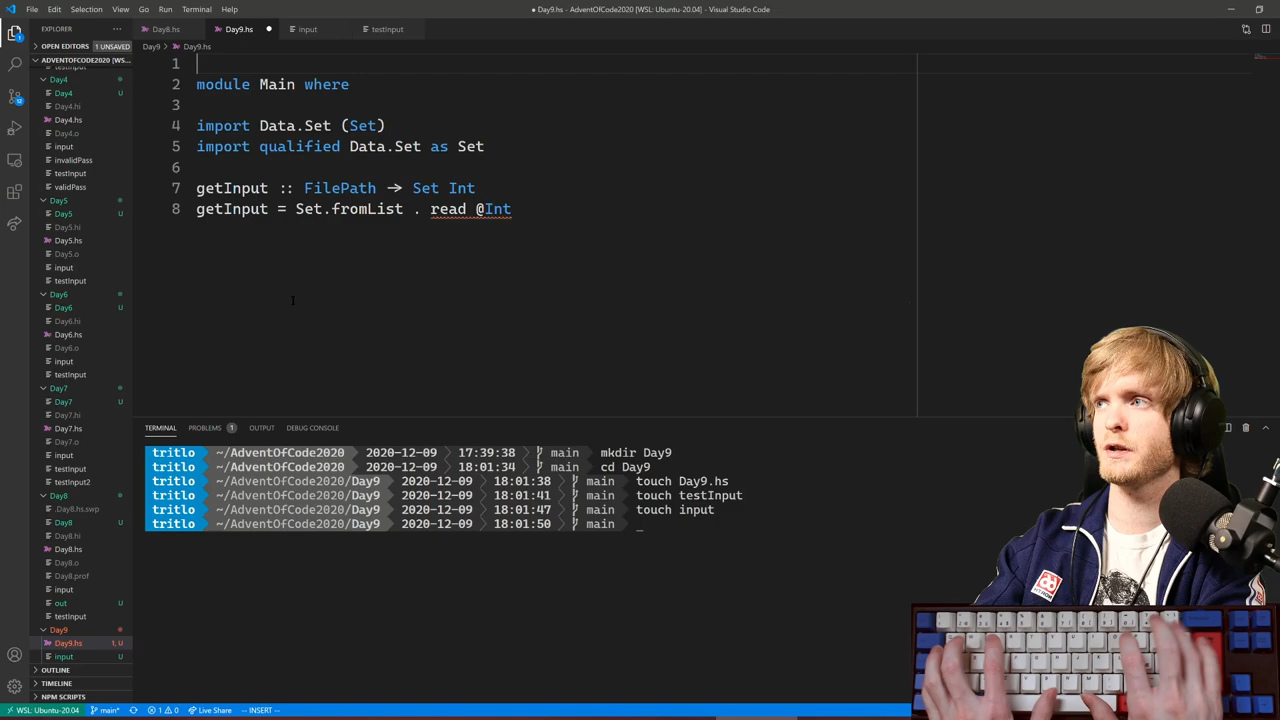 File Edit Selection View Go Run Terminal Help
● Day9.hs - AdventOfCode2020 [WSL: Ubuntu-20.04] - Visual Studio Code
EXPLORER
OPEN EDITORS 1 UNSAVED
ADVENTOFCODE2020 [WS...
testInput
Day4
Day4 U
Day4.hi
Day4.hs
Day4.o
input
invalidPass
testInput
validPass
Day5
Day5 U
Day5.hi
Day5.hs
Day5.o
input
testInput
Day6
Day6 U
Day6.hi
Day6.hs
Day6.o
input
testInput
Day7
Day7 U
Day7.hi
Day7.hs
Day7.o
input
testInput
testInput2
Day8
.Day8.hs.swp
Day8 U
Day8.hi
Day8.hs
Day8.o
Day8.prof
input
out U
testInput
Day9
Day9.hs 1, U
input U
OUTLINE
TIMELINE
NPM SCRIPTS
Day8.hs Day9.hs ● input testInput
Day9 > Day9.hs
1
2 module Main where
3
4 import Data.Set (Set)
5 import qualified Data.Set as Set
6
7 getInput :: FilePath → Set Int
8 getInput = Set.fromList . read @Int
TERMINAL PROBLEMS 1 OUTPUT DEBUG CONSOLE
tritlo ~/AdventOfCode2020 2020-12-09 17:39:38 main mkdir Day9
tritlo ~/AdventOfCode2020 2020-12-09 18:01:34 main cd Day9
tritlo ~/AdventOfCode2020/Day9 2020-12-09 18:01:38 main touch Day9.hs
tritlo ~/AdventOfCode2020/Day9 2020-12-09 18:01:41 main touch testInput
tritlo ~/AdventOfCode2020/Day9 2020-12-09 18:01:47 main touch input
tritlo ~/AdventOfCode2020/Day9 2020-12-09 18:01:50 main _
WSL: Ubuntu-20.04 main* 1 0 Live Share -- INSERT --